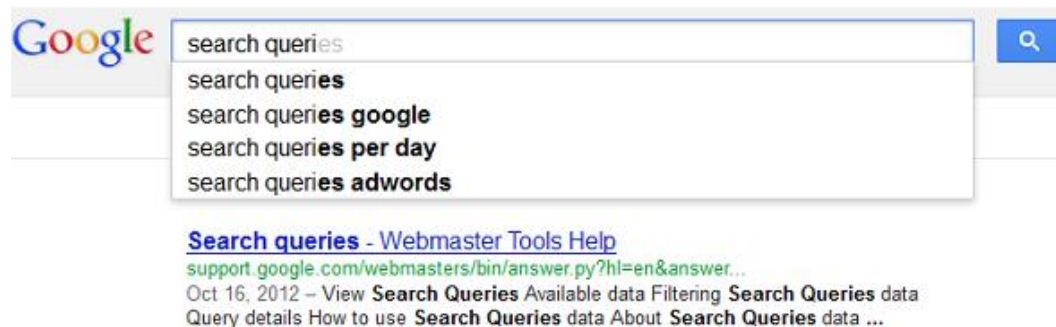 Google search queries
search queries
search queries google
search queries per day
search queries adwords
Search queries - Webmaster Tools Help
support.google.com/webmasters/bin/answer.py?hl=en&answer...
Oct 16, 2012 – View Search Queries Available data Filtering Search Queries data
Query details How to use Search Queries data About Search Queries data ...